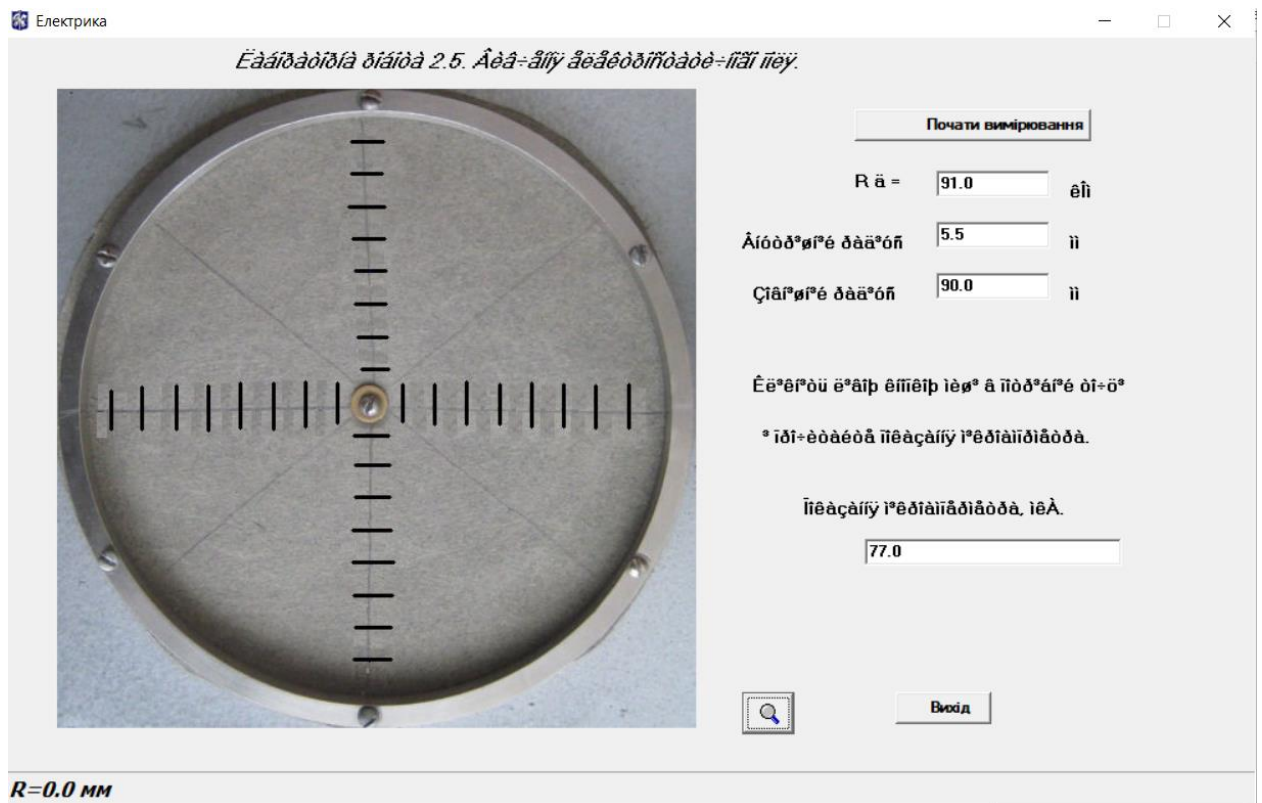 Електрика
Ëàáîðàòîðíà ðîáîòà 2.5. Âèâ÷åííÿ åëåêòðîñòàòè÷íîãî ïîëÿ.
Почати вимірювання
R ä = 91.0 êÎì
Âíóòð³øí³é ðàä³óñ 5.5 ìì
Çîâí³øí³é ðàä³óñ 90.0 ìì
Êë³êí³òü ë³âîþ êíîïêîþ ìèø³ â ïîòð³áí³é òî÷ö³
³ ïðî÷èòàéòå ïîêàçàííÿ ì³êðîàìïðìåòðà.
Ïîêàçàííÿ ì³êðîàìïåðìåòðà, ìêÀ.
77.0
Вихід
R=0.0 мм